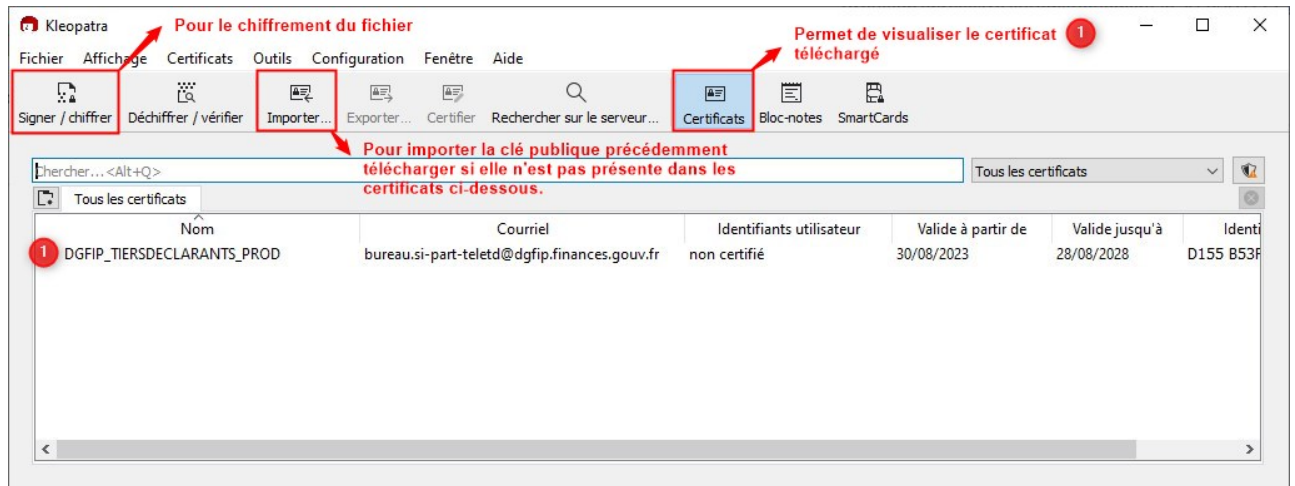 Kleopatra
Pour le chiffrement du fichier
Permet de visualiser le certificat 1
téléchargé
Fichier Affichage Certificats Outils Configuration Fenêtre Aide
Signer / chiffrer Déchiffrer / vérifier Importer... Exporter... Certifier Rechercher sur le serveur... Certificats Bloc-notes SmartCards
Pour importer la clé publique précédemment
télécharger si elle n'est pas présente dans les
certificats ci-dessous.
Chercher...<Alt+Q>
Tous les certificats
Tous les certificats
Nom Courriel Identifiants utilisateur Valide à partir de Valide jusqu'à Identi
1 DGFIP_TIERSDECLARANTS_PROD bureau.si-part-teletd@dgfip.finances.gouv.fr non certifié 30/08/2023 28/08/2028 D155 B53F